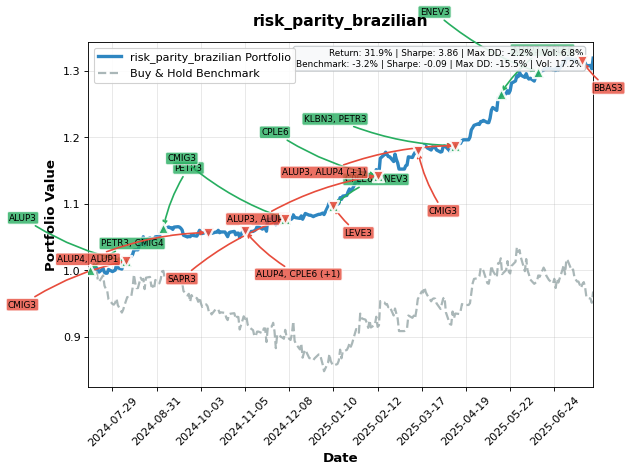 ENEV3
risk_parity_brazilian
risk_parity_brazilian Portfolio
Buy & Hold Benchmark
Return: 31.9% | Sharpe: 3.86 | Max DD: -2.2% | Vol: 6.8%
Benchmark: -3.2% | Sharpe: -0.09 | Max DD: -15.5% | Vol: 17.2%
BBAS3
KLBN3, PETR3
CPLE6
CMIG3
PETR3
ALUP3, ALUP4 (+1)
ENEV3
ALUP3
ALUP3, ALU
CMIG3
LEVE3
PETR3, CMIG4
ALUP4, ALUP1
SAPR3
ALUP4, CPLE6 (+1)
CMIG3
1.3
1.2
1.1
1.0
0.9
Portfolio Value
2024-07-29
2024-08-31
2024-10-03
2024-11-05
2024-12-08
2025-01-10
2025-02-12
2025-03-17
2025-04-19
2025-05-22
2025-06-24
Date